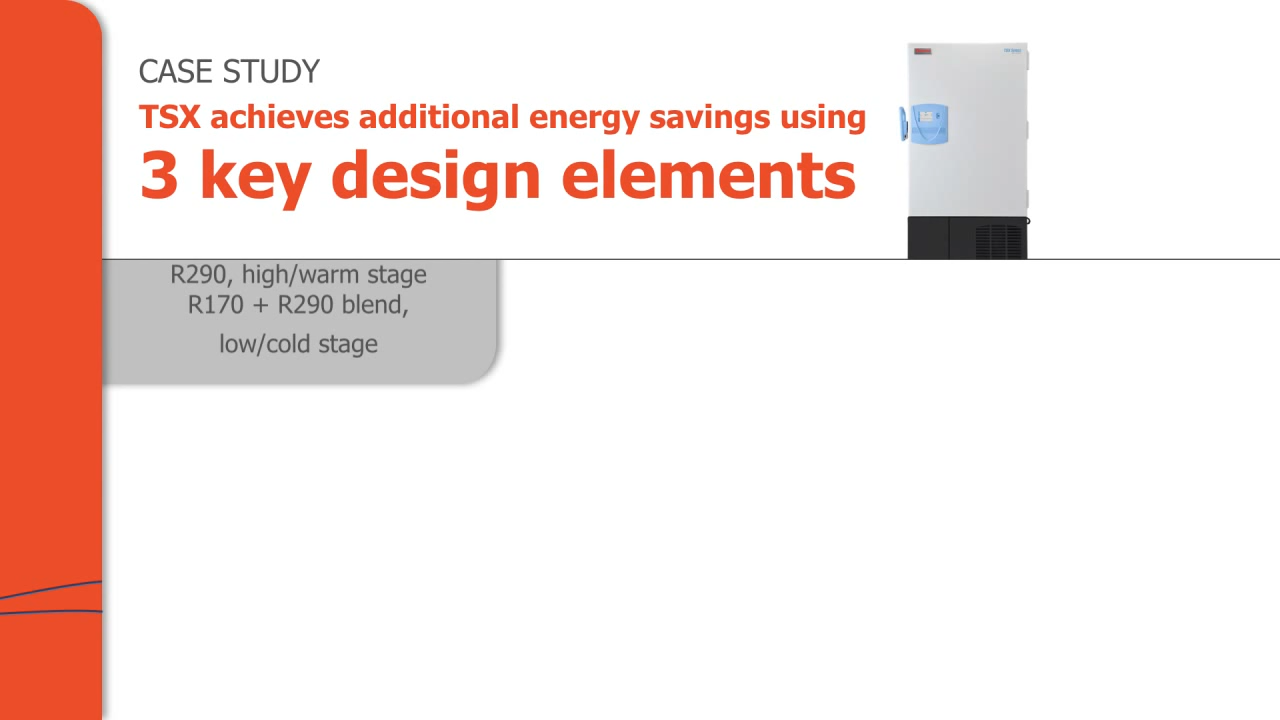 CASE STUDY
TSX achieves additional energy savings using
3 key design elements
R290, high/warm stage
R170 + R290 blend,
low/cold stage